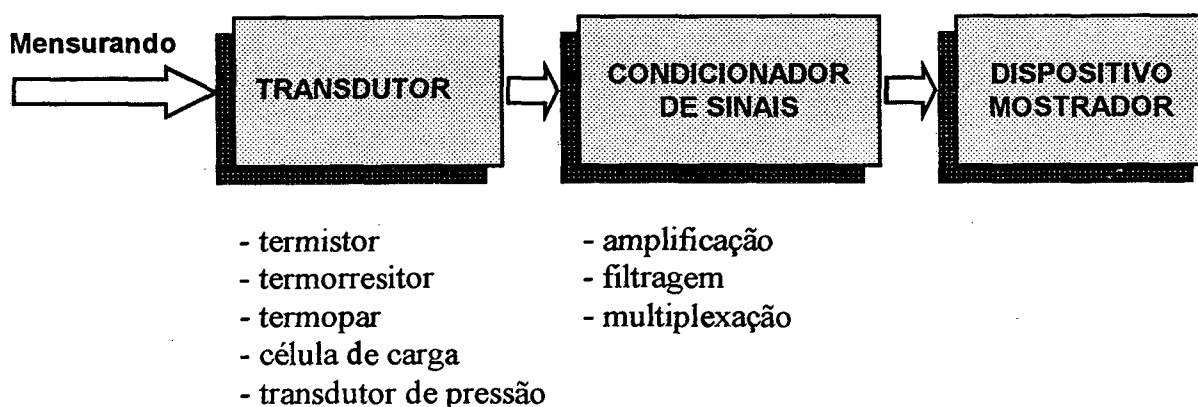 Mensurando
TRANSDUTOR
CONDICIONADOR
DE SINAIS
DISPOSITIVO
MOSTRADOR
- termistor
- termorresitor
- termopar
- célula de carga
- transdutor de pressão
- amplificação
- filtragem
- multiplexação